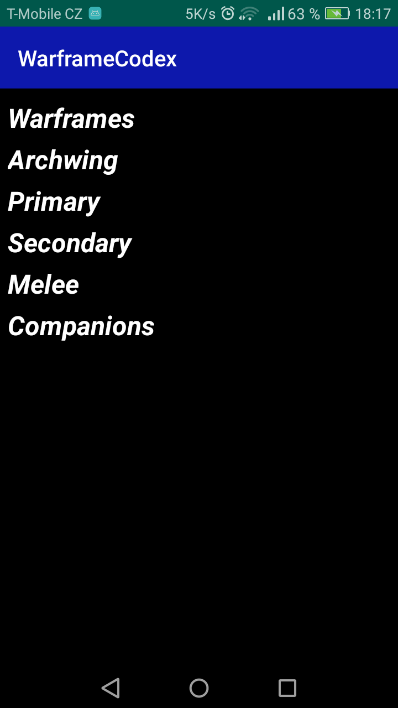 T-Mobile CZ 5K/s 63 % 18:17
WarframeCodex
Warframes
Archwing
Primary
Secondary
Melee
Companions